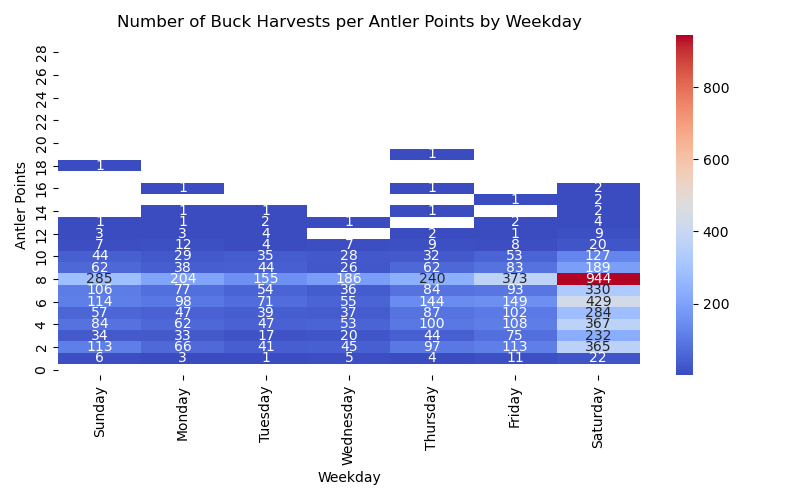 Number of Buck Harvests per Antler Points by Weekday
28
26
24
22
20
1
18 1
16 1 1 2
1 2
14 1 1 1 2
1 1 2 1 2 4
12 3 3 4 2 1 9
7 12 4 7 9 8 20
10 44 29 35 28 32 53 127
62 38 44 26 62 83 189
8 285 204 155 186 240 373 944
106 77 54 36 84 93 330
6 114 98 71 55 144 149 429
57 47 39 37 87 102 284
4 84 62 47 53 100 108 367
34 33 17 20 44 75 232
2 113 66 41 45 97 113 365
6 3 1 5 4 11 22
0
Antler Points
Sunday Monday Tuesday Wednesday Thursday Friday Saturday
Weekday
800
600
400
200